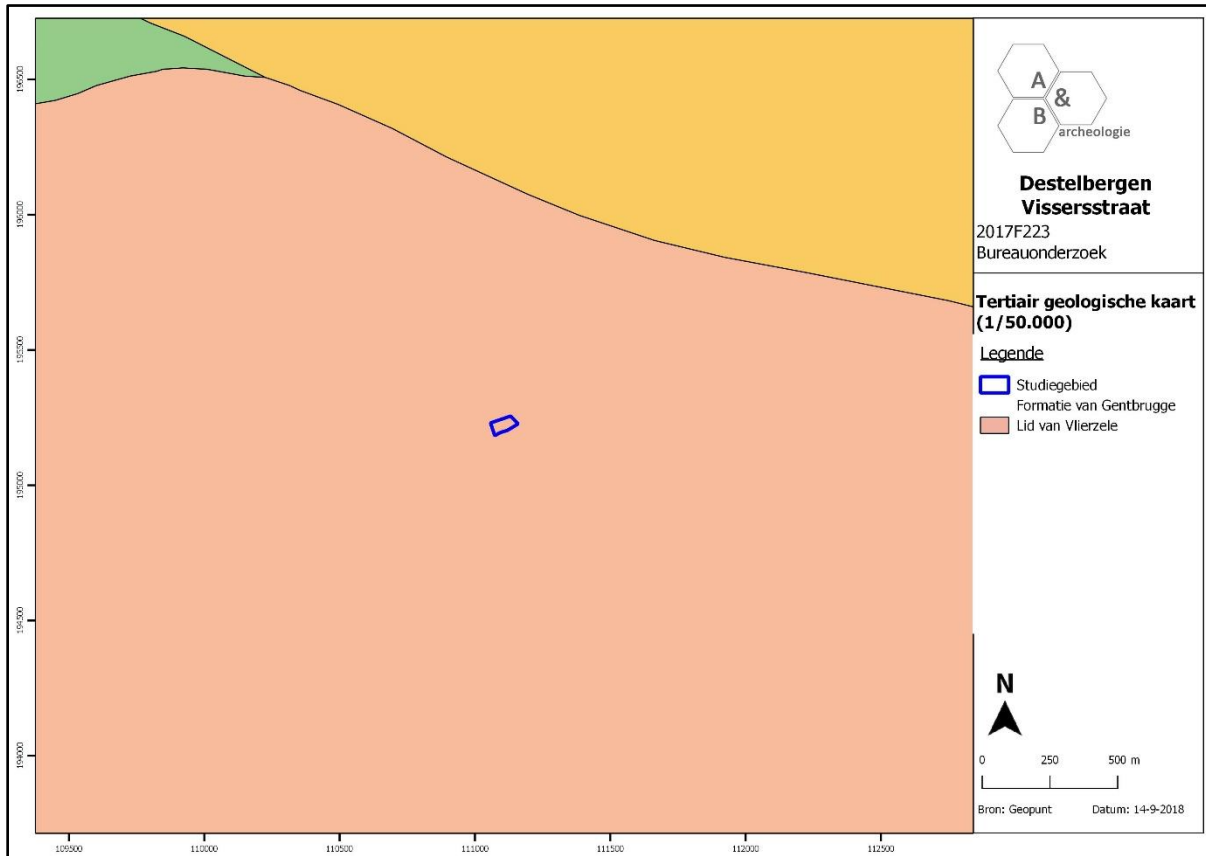 A
&
B
archeologie
Destelbergen
Vissersstraat
2017F223
Bureauonderzoek
Tertiair geologische kaart
(1/50.000)
Legende
Studiegebied
Formatie van Gentbrugge
Lid van Vlierzele
N
0 250 500 m
Bron: Geopunt Datum: 14-9-2018
196500
196000
195500
195000
194500
194000
109500 110000 110500 111000 111500 112000 112500